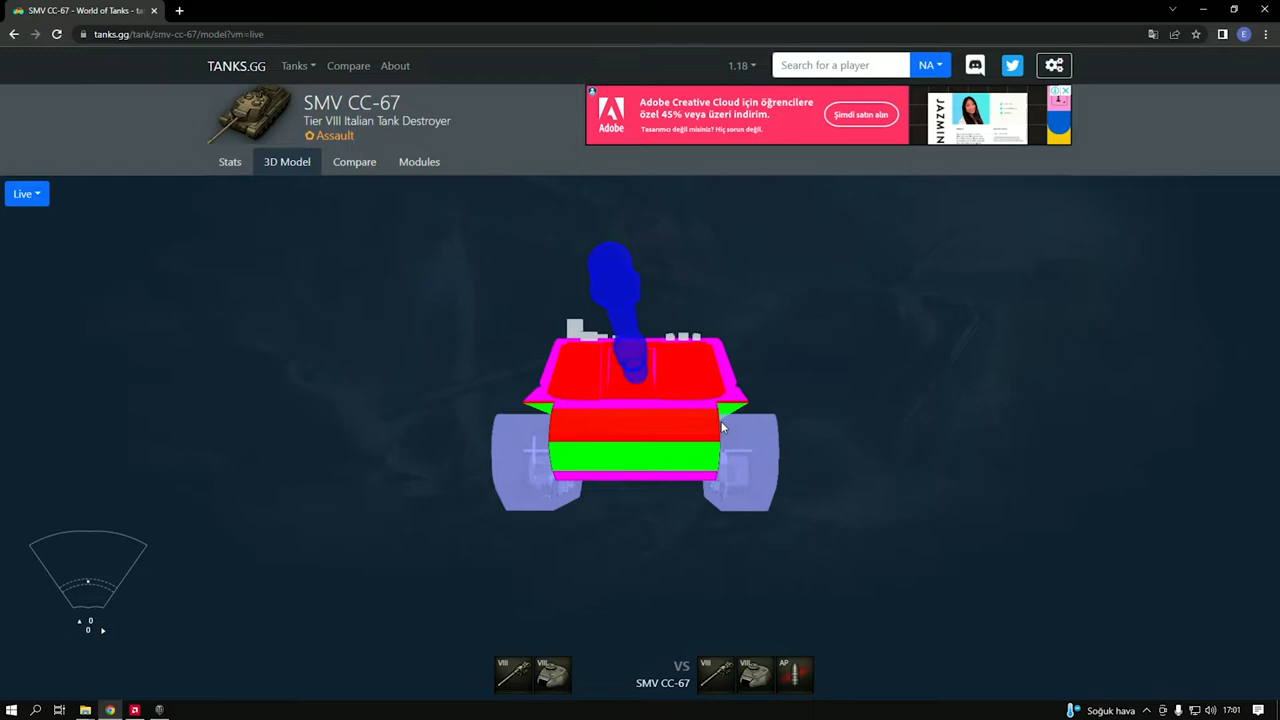 SMV CC-67 - World of Tanks - ta
tanks.gg/tank/smv-cc-67/model?vm=live
E
TANKS.GG
Tanks
Compare
About
1.18
Search for a player
NA
SMV CC-67
Tier VIII Italian Tank Destroyer
Assault
Adobe
Adobe Creative Cloud için öğrencilere
özel 45% veya üzeri indirim.
Tasarımcı değil misiniz? Hiç sorun değil.
Şimdi satın alın
JAZMIN
Stats
3D Model
Compare
Modules
Live
0
0
VIII
VIII
VS
SMV CC-67
VIII
VIII
AP
Soğuk hava
17:01